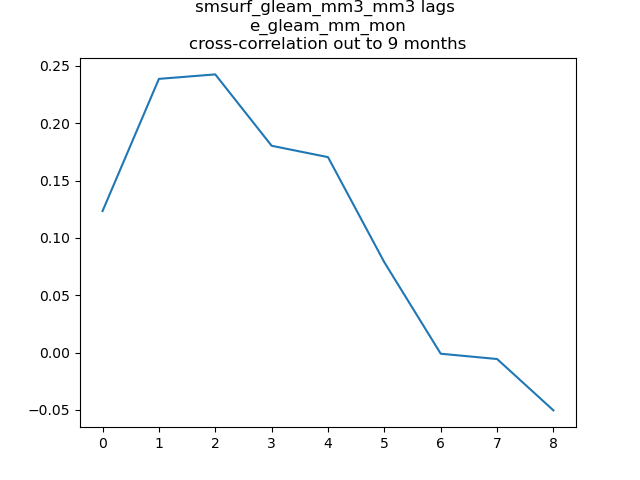 smsurf_gleam_mm3_mm3 lags
e_gleam_mm_mon
cross-correlation out to 9 months
0.25
0.20
0.15
0.10
0.05
0.00
−0.05
0 1 2 3 4 5 6 7 8